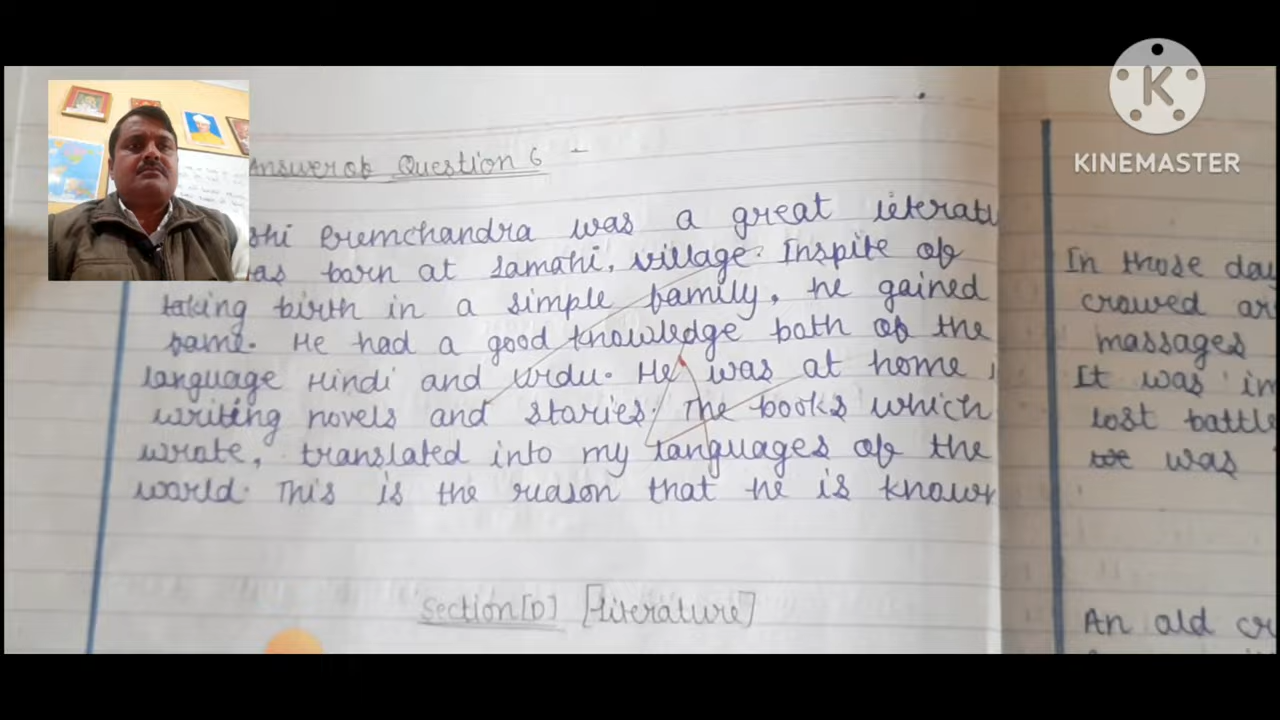 Answer of Question 6 -
shi Premchandra was a great literatu
as born at Lamahi, village. Inspite of
taking birth in a simple family, he gained
fame. He had a good knowledge both of the
language Hindi and Urdu. He was at home
writing novels and stories. The books which
wrote, translated into my languages of the
world. This is the reason that he is known
Section [D] [Literature]
In those day
crowed ar
massages
It was in
lost battle
was
An old cr
K
KINEMASTER